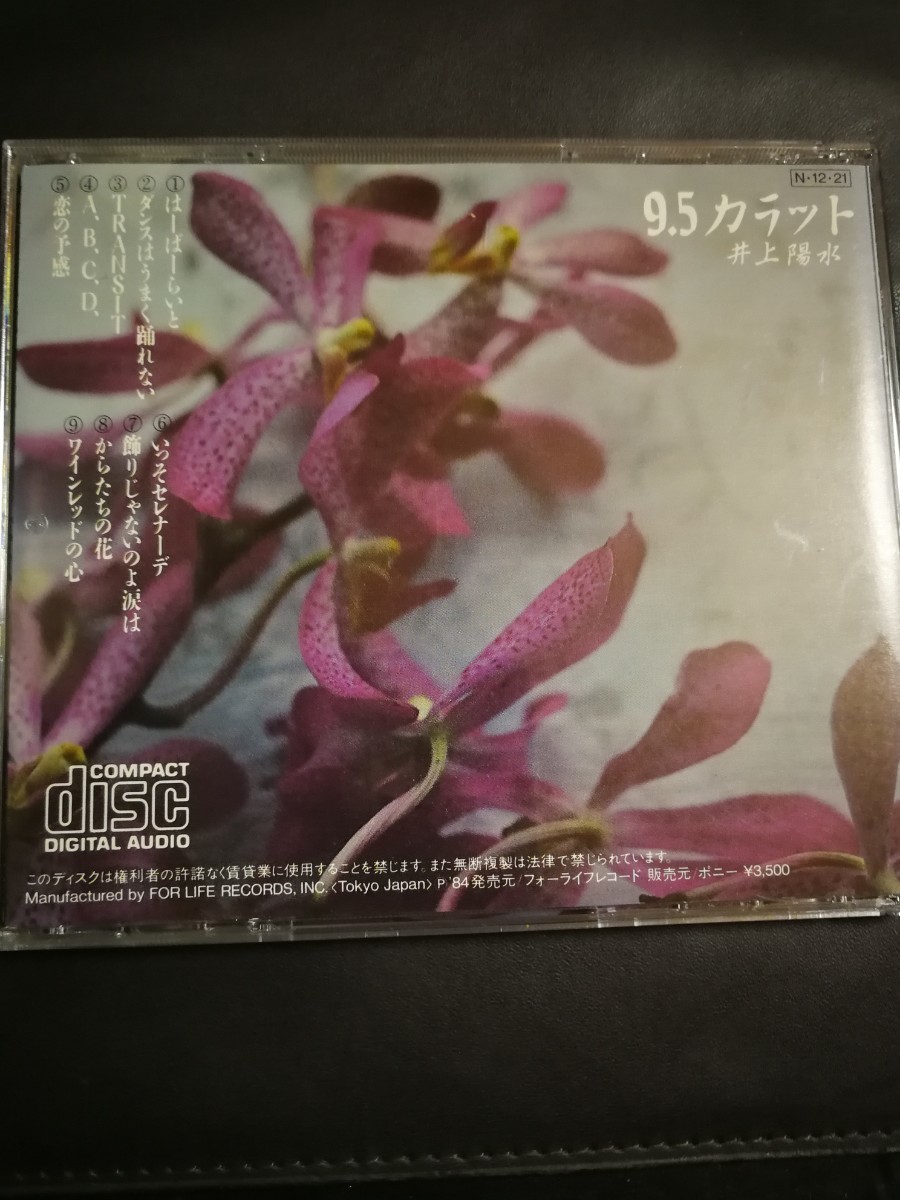 N・12・21
9.5カラット
井上陽水
①はーばーらいと
②ダンスはうまく踊れない
③TRANSIT
④A、B、C、D、
⑤恋の予感
⑥いっそセレナーデ
⑦飾りじゃないのよ涙は
⑧からたちの花
⑨ワインレッドの心
COMPACT
disc
DIGITAL AUDIO
このディスクは権利者の許諾なく賃貸業に使用することを禁じます。また無断複製は法律で禁じられています。
Manufactured by FOR LIFE RECORDS, INC.〈Tokyo Japan〉 P '84発売元/フォーライフレコード 販売元/ポニー ¥3,500